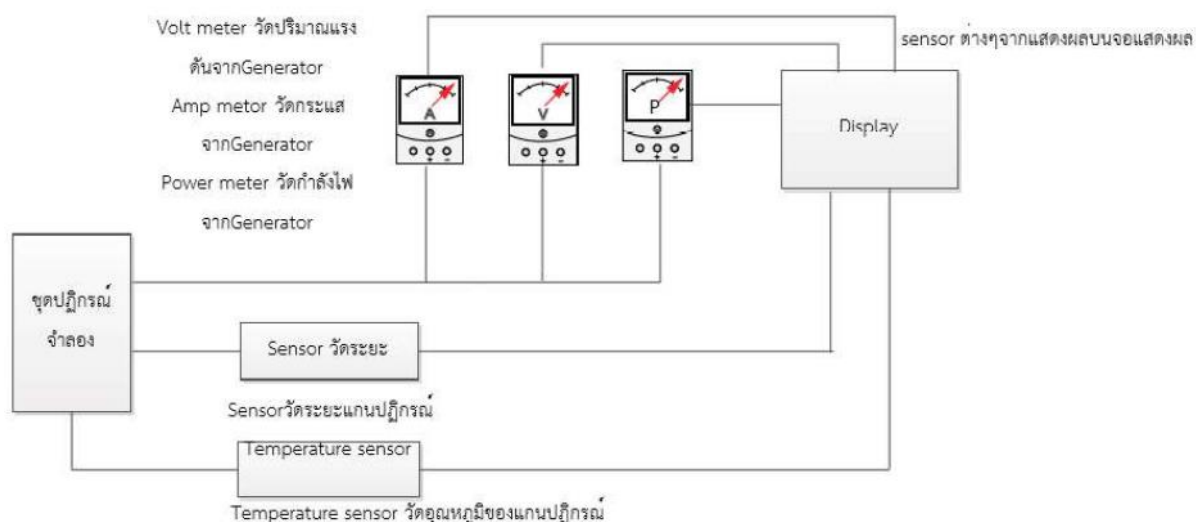 Volt meter วัดปริมาณแรง
ดันจากGenerator
Amp metor วัดกระแส
จากGenerator
Power meter วัดกำลังไฟ
จากGenerator
A
V
P
sensor ต่างๆจากแสดงผลบนจอแสดงผล
Display
ชุดปฏิกรณ์
จำลอง
Sensor วัดระยะ
Sensorวัดระยะแกนปฏิกรณ์
Temperature sensor
Temperature sensor วัดอุณหภูมิของแกนปฏิกรณ์